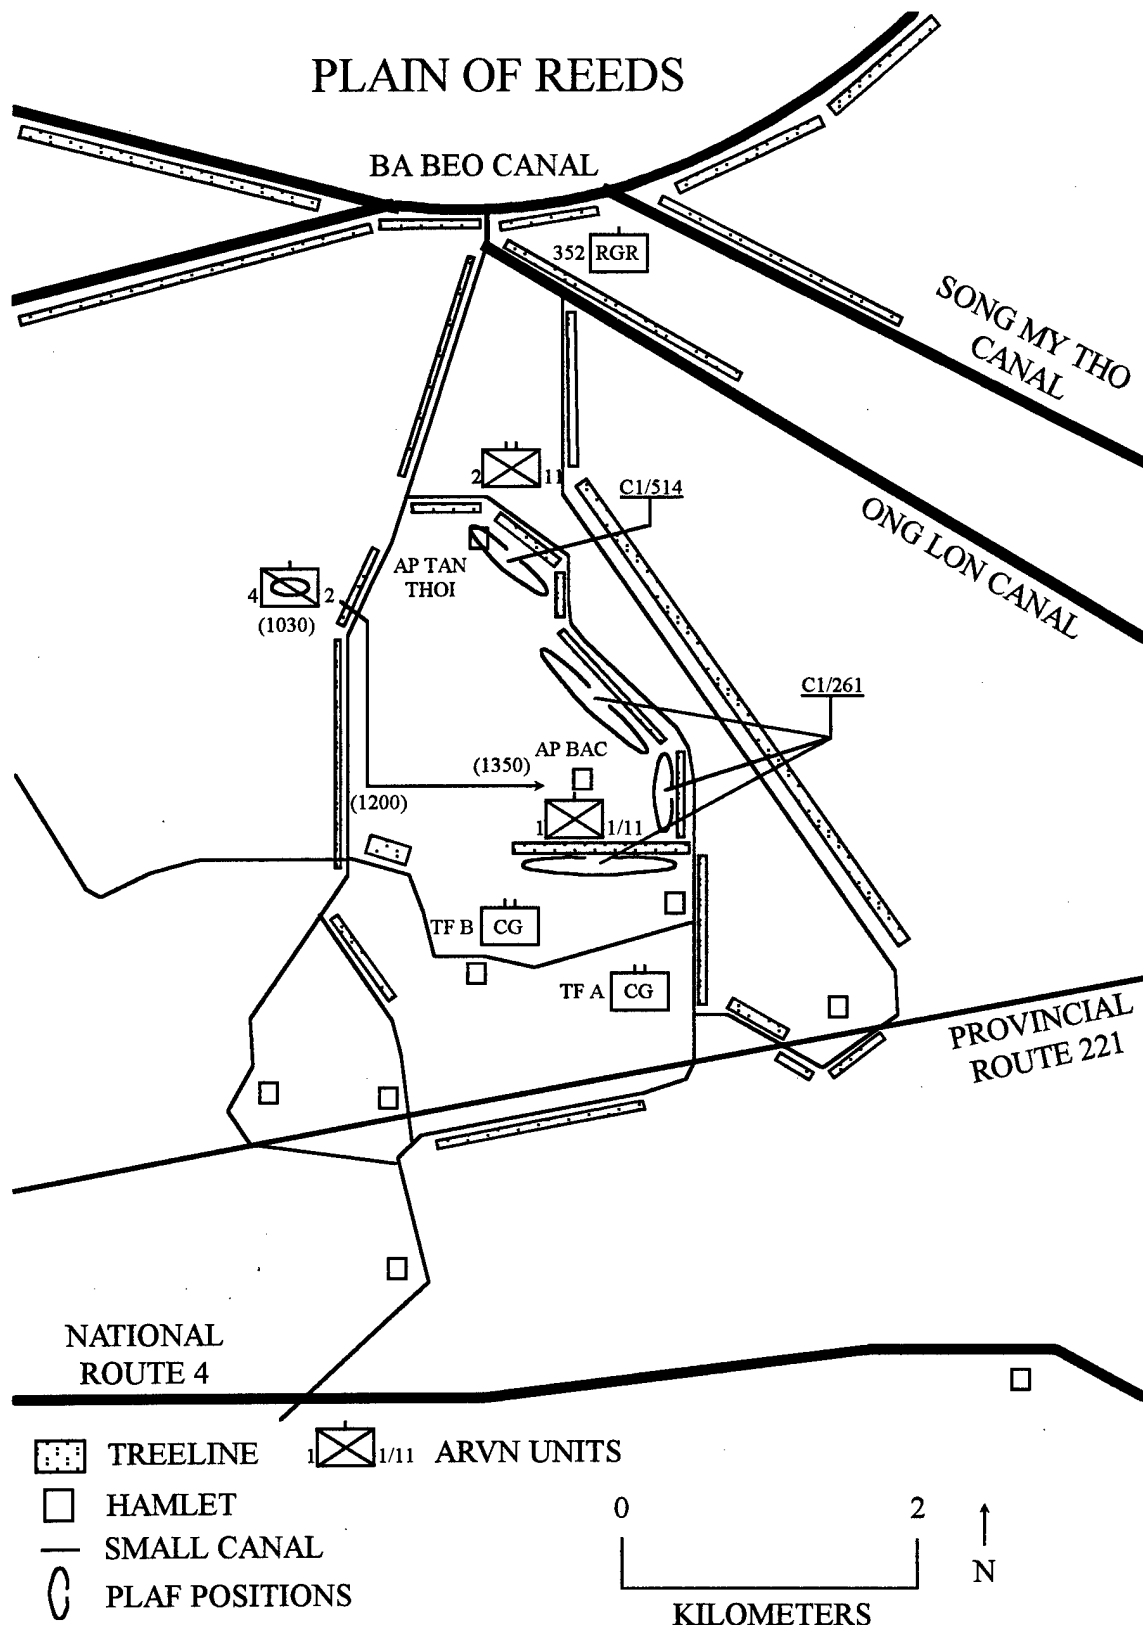 PLAIN OF REEDS
BA BEO CANAL
352 RGR
SONG MY THO
CANAL
2 11
C1/514
ONG LON CANAL
AP TAN
THOI
4 2
(1030)
C1/261
AP BAC
(1350)
(1200)
1 1/11
TF B CG
TF A CG
PROVINCIAL
ROUTE 221
NATIONAL
ROUTE 4
TREELINE
1 1/11 ARVN UNITS
HAMLET
SMALL CANAL
PLAF POSITIONS
0 2
KILOMETERS
N